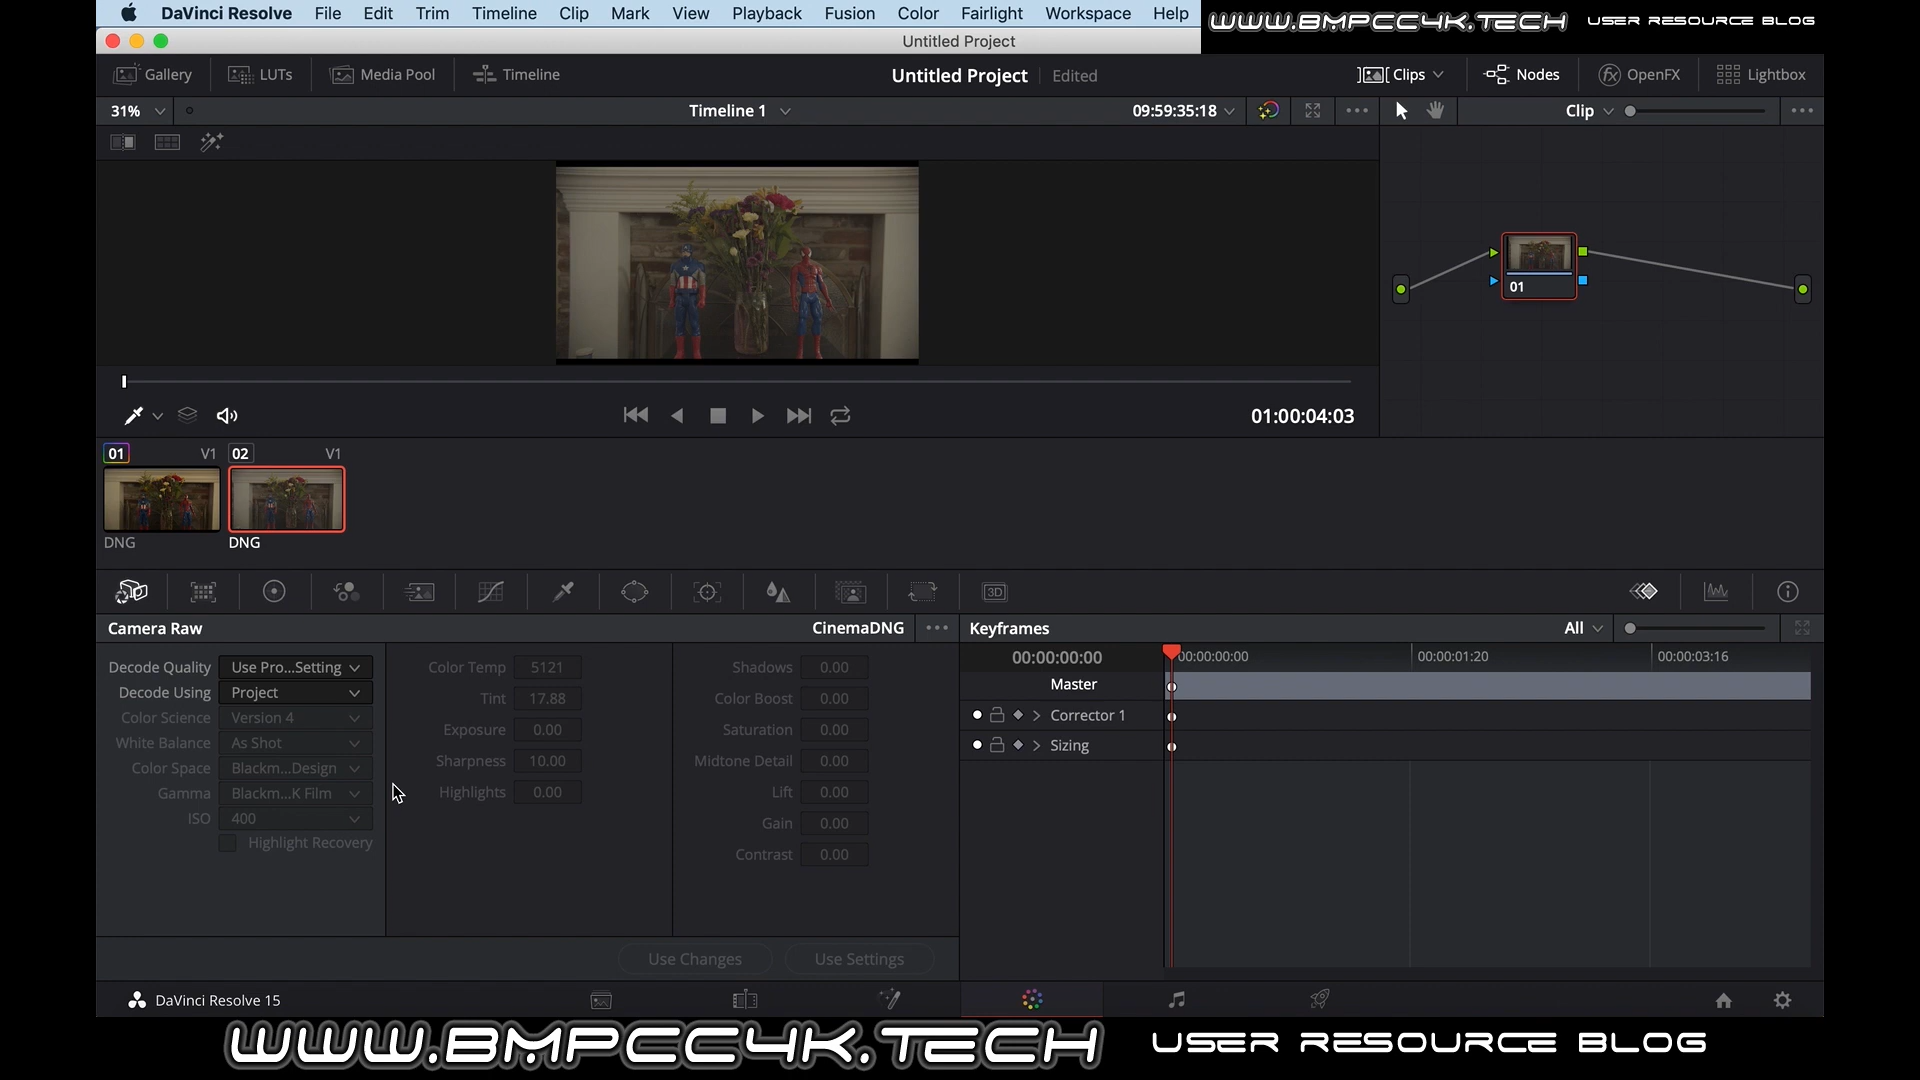 DaVinci Resolve File Edit Trim Timeline Clip Mark View Playback Fusion Color Fairlight Workspace Help
WWW.BMPCC4K.TECH USER RESOURCE BLOG
Untitled Project
Gallery LUTs Media Pool Timeline Untitled Project Edited Clips Nodes OpenFX Lightbox
31% Timeline 1 09:59:35:18 Clip
01
01:00:04:03
01 V1 02 V1
DNG DNG
3D
Camera Raw CinemaDNG Keyframes All
Decode Quality Use Pro...Setting Color Temp 5121 Shadows 0.00
Decode Using Project Tint 17.88 Color Boost 0.00
Color Science Version 4 Exposure 0.00 Saturation 0.00
White Balance As Shot Sharpness 10.00 Midtone Detail 0.00
Color Space Blackm...Design Highlights 0.00 Lift 0.00
Gamma Blackm...K Film Gain 0.00
ISO 400 Contrast 0.00
Highlight Recovery
00:00:00:00 00:00:00:00 00:00:01:20 00:00:03:16
Master
Corrector 1
Sizing
Use Changes Use Settings
DaVinci Resolve 15
WWW.BMPCC4K.TECH USER RESOURCE BLOG